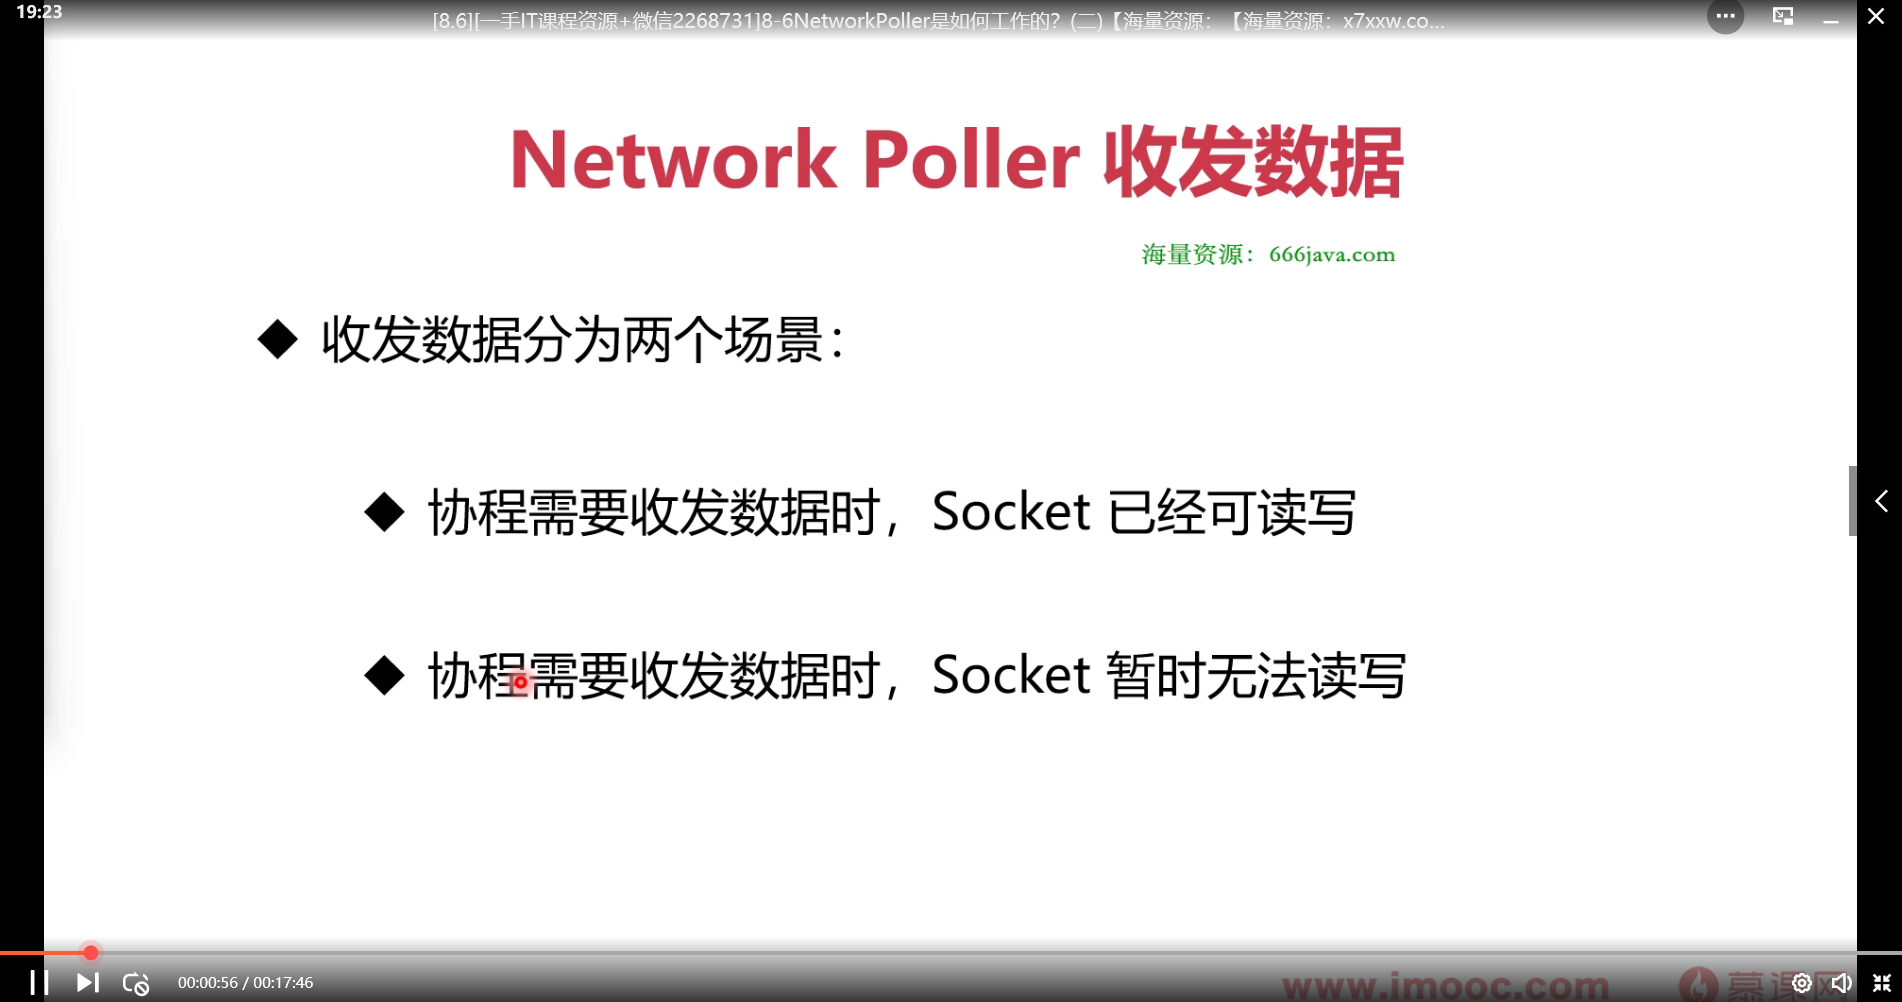 19:23
[8.6][一手IT课程资源+微信2268731]8-6NetworkPoller是如何工作的？(二)【海量资源：【海量资源：x7xxw.co...
Network Poller 收发数据
海量资源：666java.com
◆ 收发数据分为两个场景：
◆ 协程需要收发数据时，Socket 已经可读写
◆ 协程需要收发数据时，Socket 暂时无法读写
00:00:56 / 00:17:46
www.imooc.com 慕课网